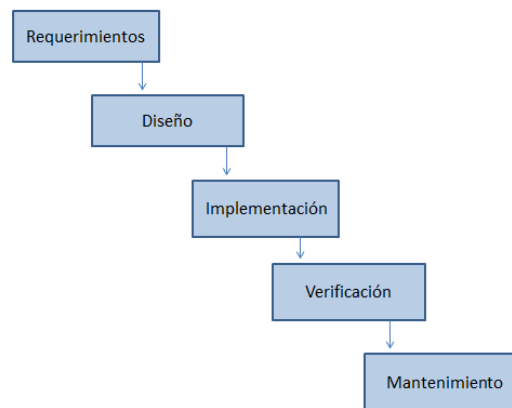 Requerimientos
Diseño
Implementación
Verificación
Mantenimiento